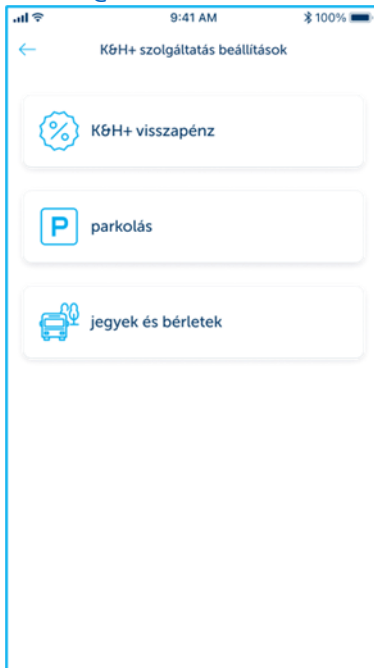 9:41 AM
100%
K&H+ szolgáltatás beállítások
K&H+ visszapénz
P
parkolás
jegyek és bérletek